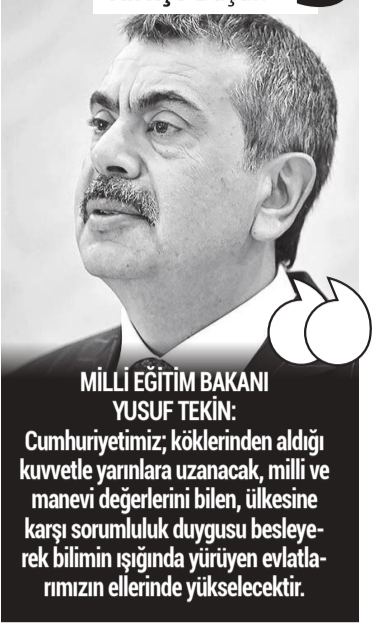 MİLLİ EĞİTİM BAKANI
YUSUF TEKİN:
Cumhuriyetimiz; köklerinden aldığı
kuvvetle yarınlara uzanacak, milli ve
manevi değerlerini bilen, ülkesine
karşı sorumluluk duygusu besleye-
rek bilimin ışığında yürüyen evlatla-
rımızın ellerinde yükselecektir.